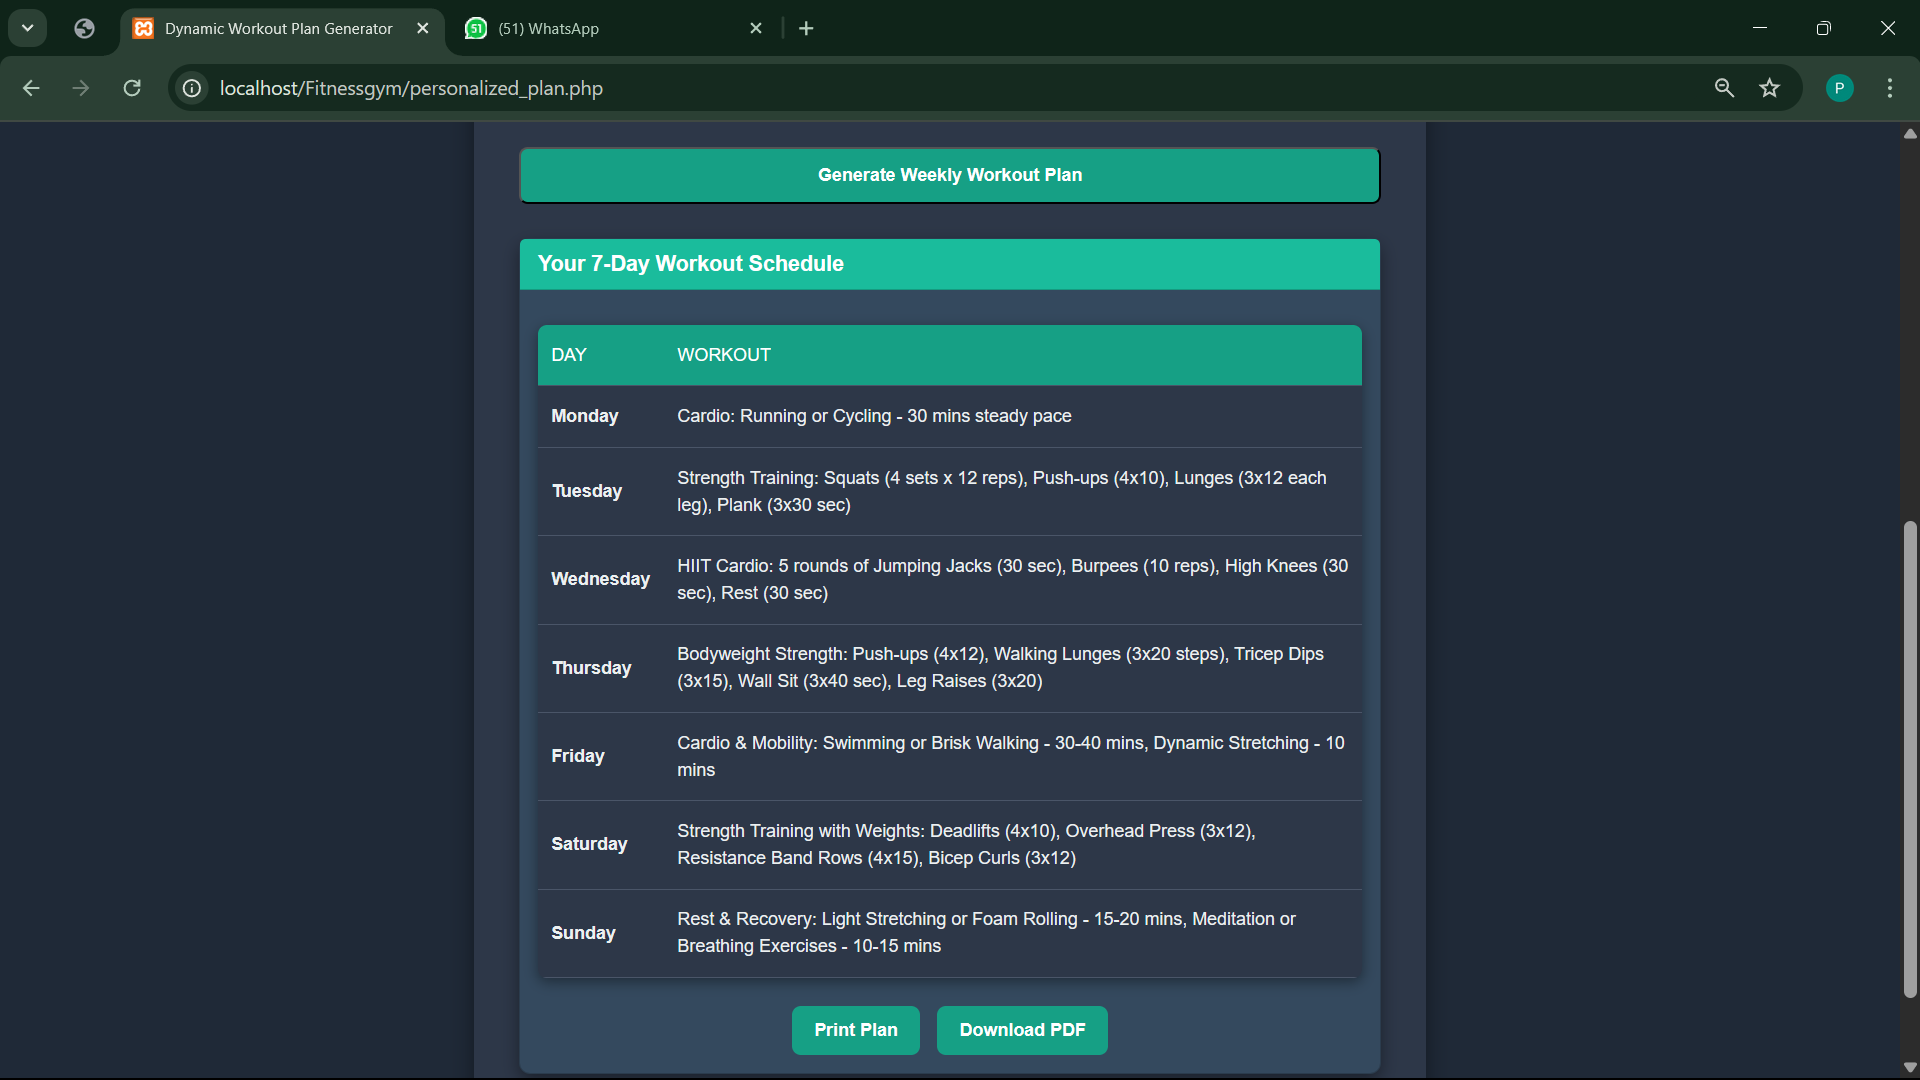 Dynamic Workout Plan Generator
51
(51) WhatsApp
localhost/Fitnessgym/personalized_plan.php
P
Generate Weekly Workout Plan
Your 7-Day Workout Schedule
DAY WORKOUT
Monday Cardio: Running or Cycling - 30 mins steady pace
Tuesday Strength Training: Squats (4 sets x 12 reps), Push-ups (4x10), Lunges (3x12 each
leg), Plank (3x30 sec)
Wednesday HIIT Cardio: 5 rounds of Jumping Jacks (30 sec), Burpees (10 reps), High Knees (30
sec), Rest (30 sec)
Thursday Bodyweight Strength: Push-ups (4x12), Walking Lunges (3x20 steps), Tricep Dips
(3x15), Wall Sit (3x40 sec), Leg Raises (3x20)
Friday Cardio & Mobility: Swimming or Brisk Walking - 30-40 mins, Dynamic Stretching - 10
mins
Saturday Strength Training with Weights: Deadlifts (4x10), Overhead Press (3x12),
Resistance Band Rows (4x15), Bicep Curls (3x12)
Sunday Rest & Recovery: Light Stretching or Foam Rolling - 15-20 mins, Meditation or
Breathing Exercises - 10-15 mins
Print Plan Download PDF